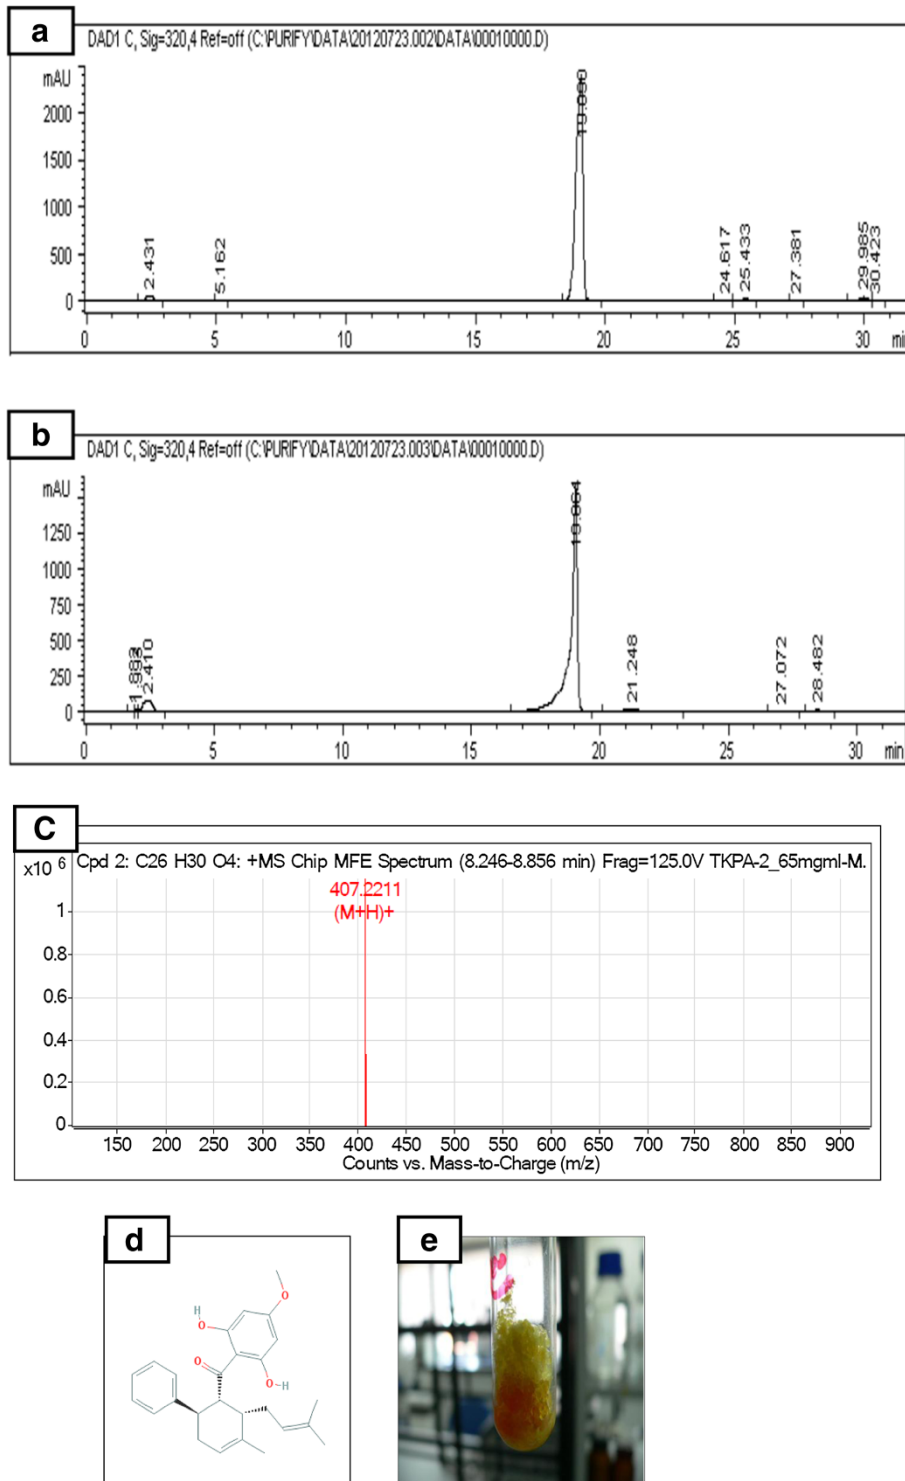 a
DAD1 C, Sig=320,4 Ref=off (C:\PURIFY\DATA\20120723.002\DATA\00010000.D)
mAU
2000
1500
1000
500
0
2.431
5.162
24.617
25.433
27.381
29.985
30.423
0 5 10 15 20 25 30
b
DAD1 C, Sig=320,4 Ref=off (C:\PURIFY\DATA\20120723.003\DATA\00010000.D)
mAU
1250
1000
750
500
250
0
2.410
21.248
27.072
28.482
0 5 10 15 20 25 30 min
C
x10 6
Cpd 2: C26 H30 O4: +MS Chip MFE Spectrum (8.246-8.856 min) Frag=125.0V TKPA-2_65mgml-M.
407.2211
(M+H)+
1
0.8
0.6
0.4
0.2
0
150 200 250 300 350 400 450 500 550 600 650 700 750 800 850 900
Counts vs. Mass-to-Charge (m/z)
d
O
H
O
O
O-H
e